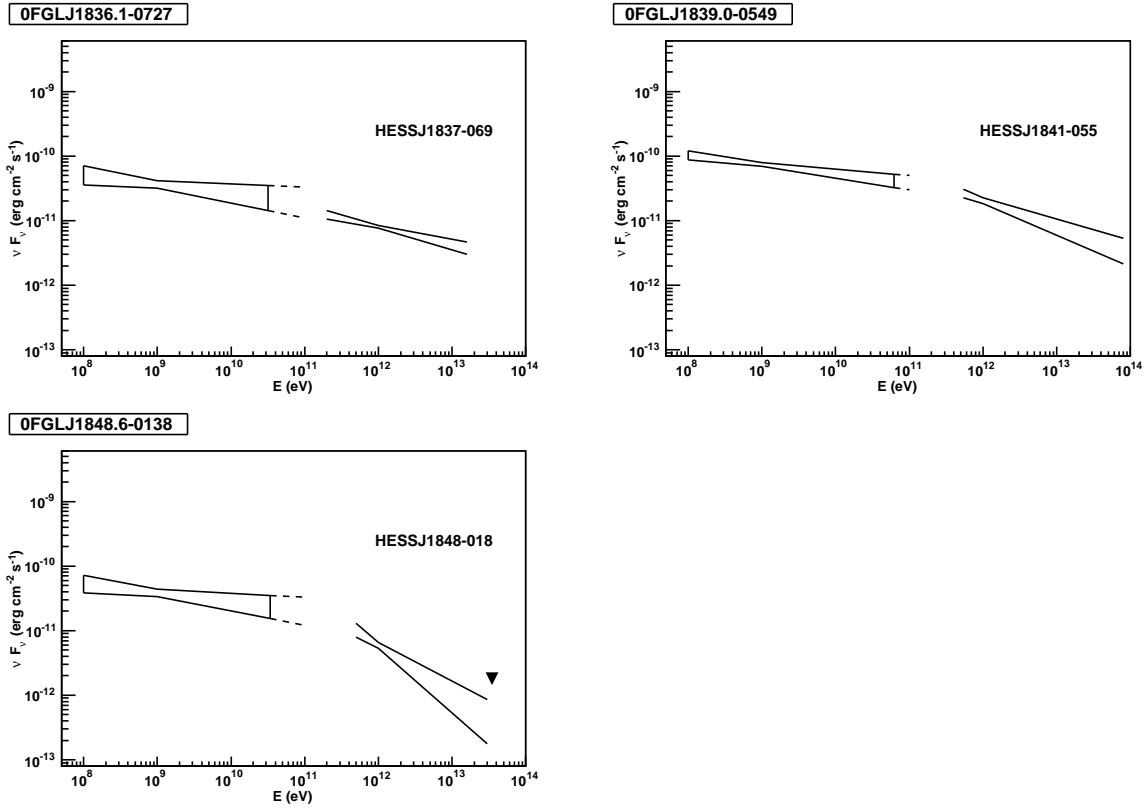 0FGLJ1836.1-0727
ν Fν (erg cm⁻² s⁻¹)
10⁻⁹
10⁻¹⁰
10⁻¹¹
10⁻¹²
10⁻¹³
HESSJ1837-069
10⁸ 10⁹ 10¹⁰ 10¹¹ 10¹² 10¹³ 10¹⁴
E (eV)
0FGLJ1839.0-0549
ν Fν (erg cm⁻² s⁻¹)
10⁻⁹
10⁻¹⁰
10⁻¹¹
10⁻¹²
10⁻¹³
HESSJ1841-055
10⁸ 10⁹ 10¹⁰ 10¹¹ 10¹² 10¹³ 10¹⁴
E (eV)
0FGLJ1848.6-0138
ν Fν (erg cm⁻² s⁻¹)
10⁻⁹
10⁻¹⁰
10⁻¹¹
10⁻¹²
10⁻¹³
HESSJ1848-018
10⁸ 10⁹ 10¹⁰ 10¹¹ 10¹² 10¹³ 10¹⁴
E (eV)